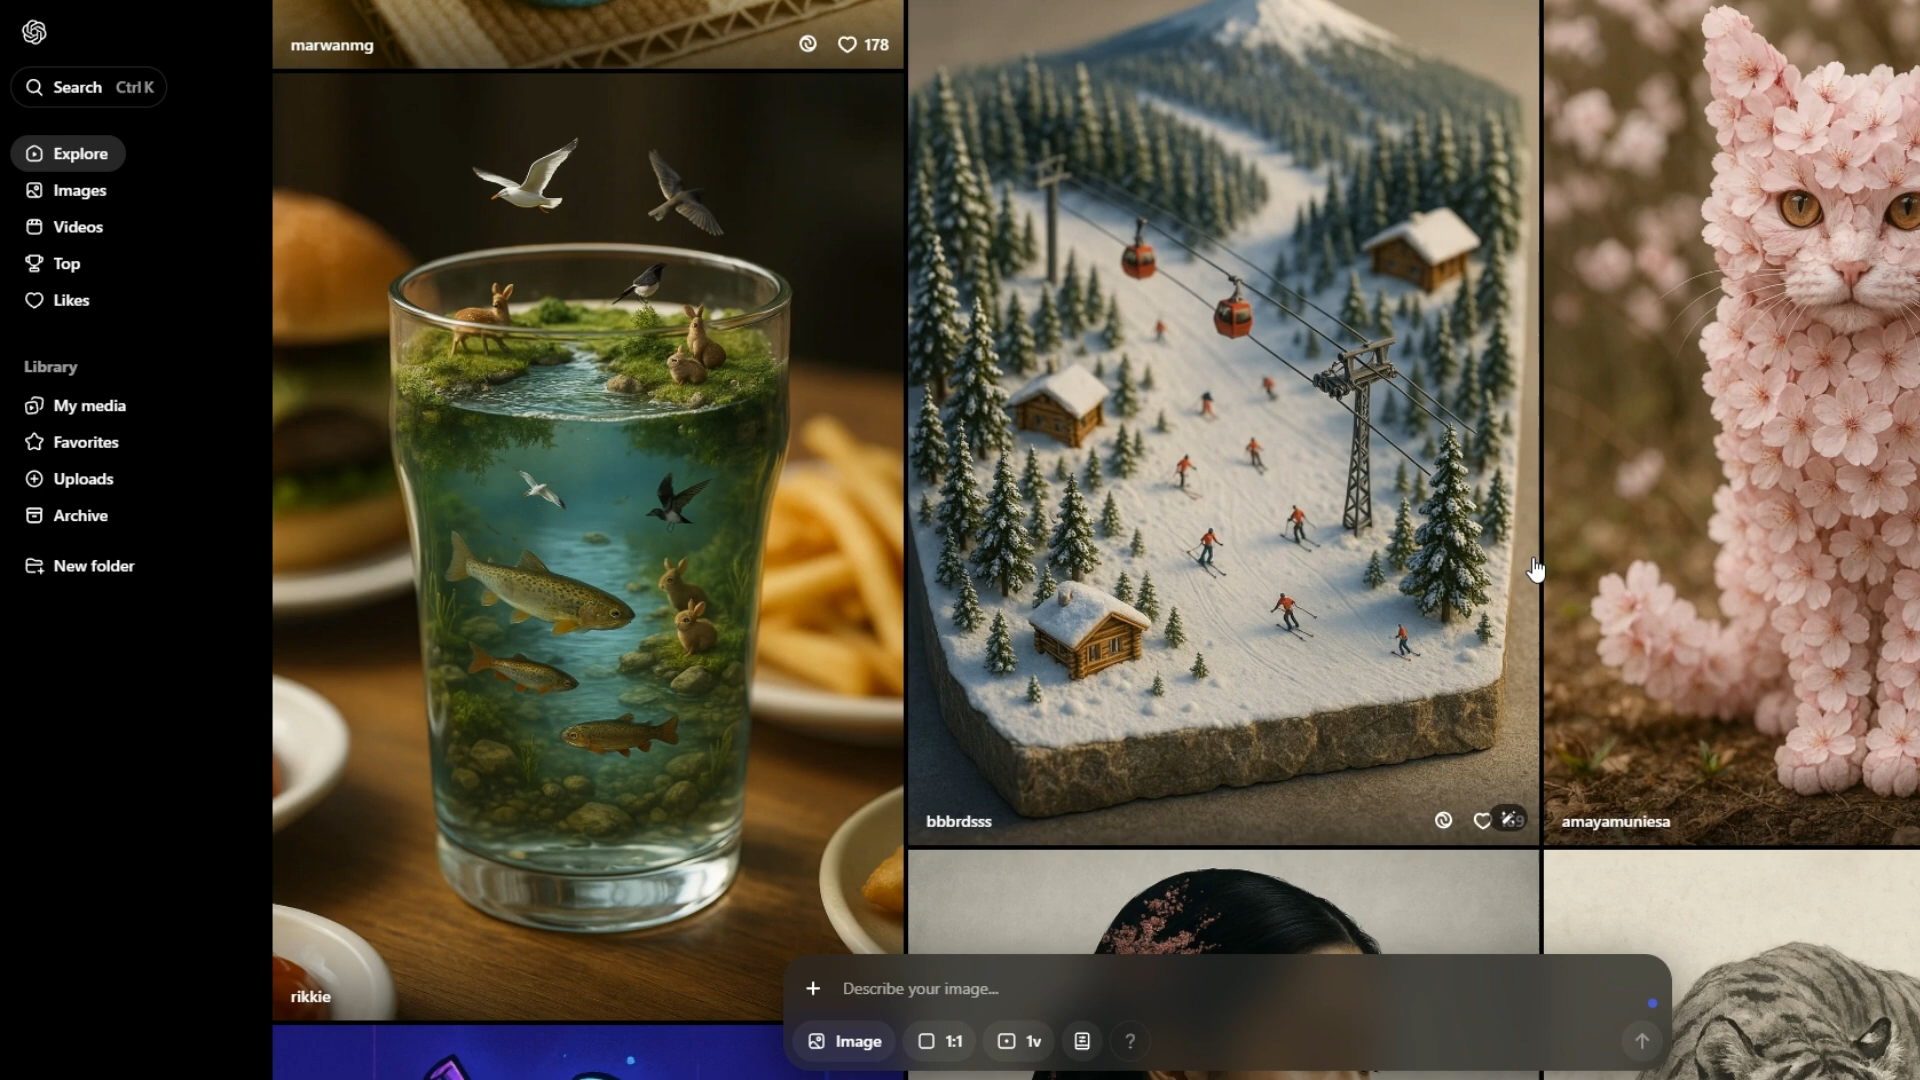 Search Ctrl K
Explore
Images
Videos
Top
Likes
Library
My media
Favorites
Uploads
Archive
New folder
marwanmg
178
rikkie
bbbrdsss
amayamuniesa
Describe your image...
Image
1:1
1v
?